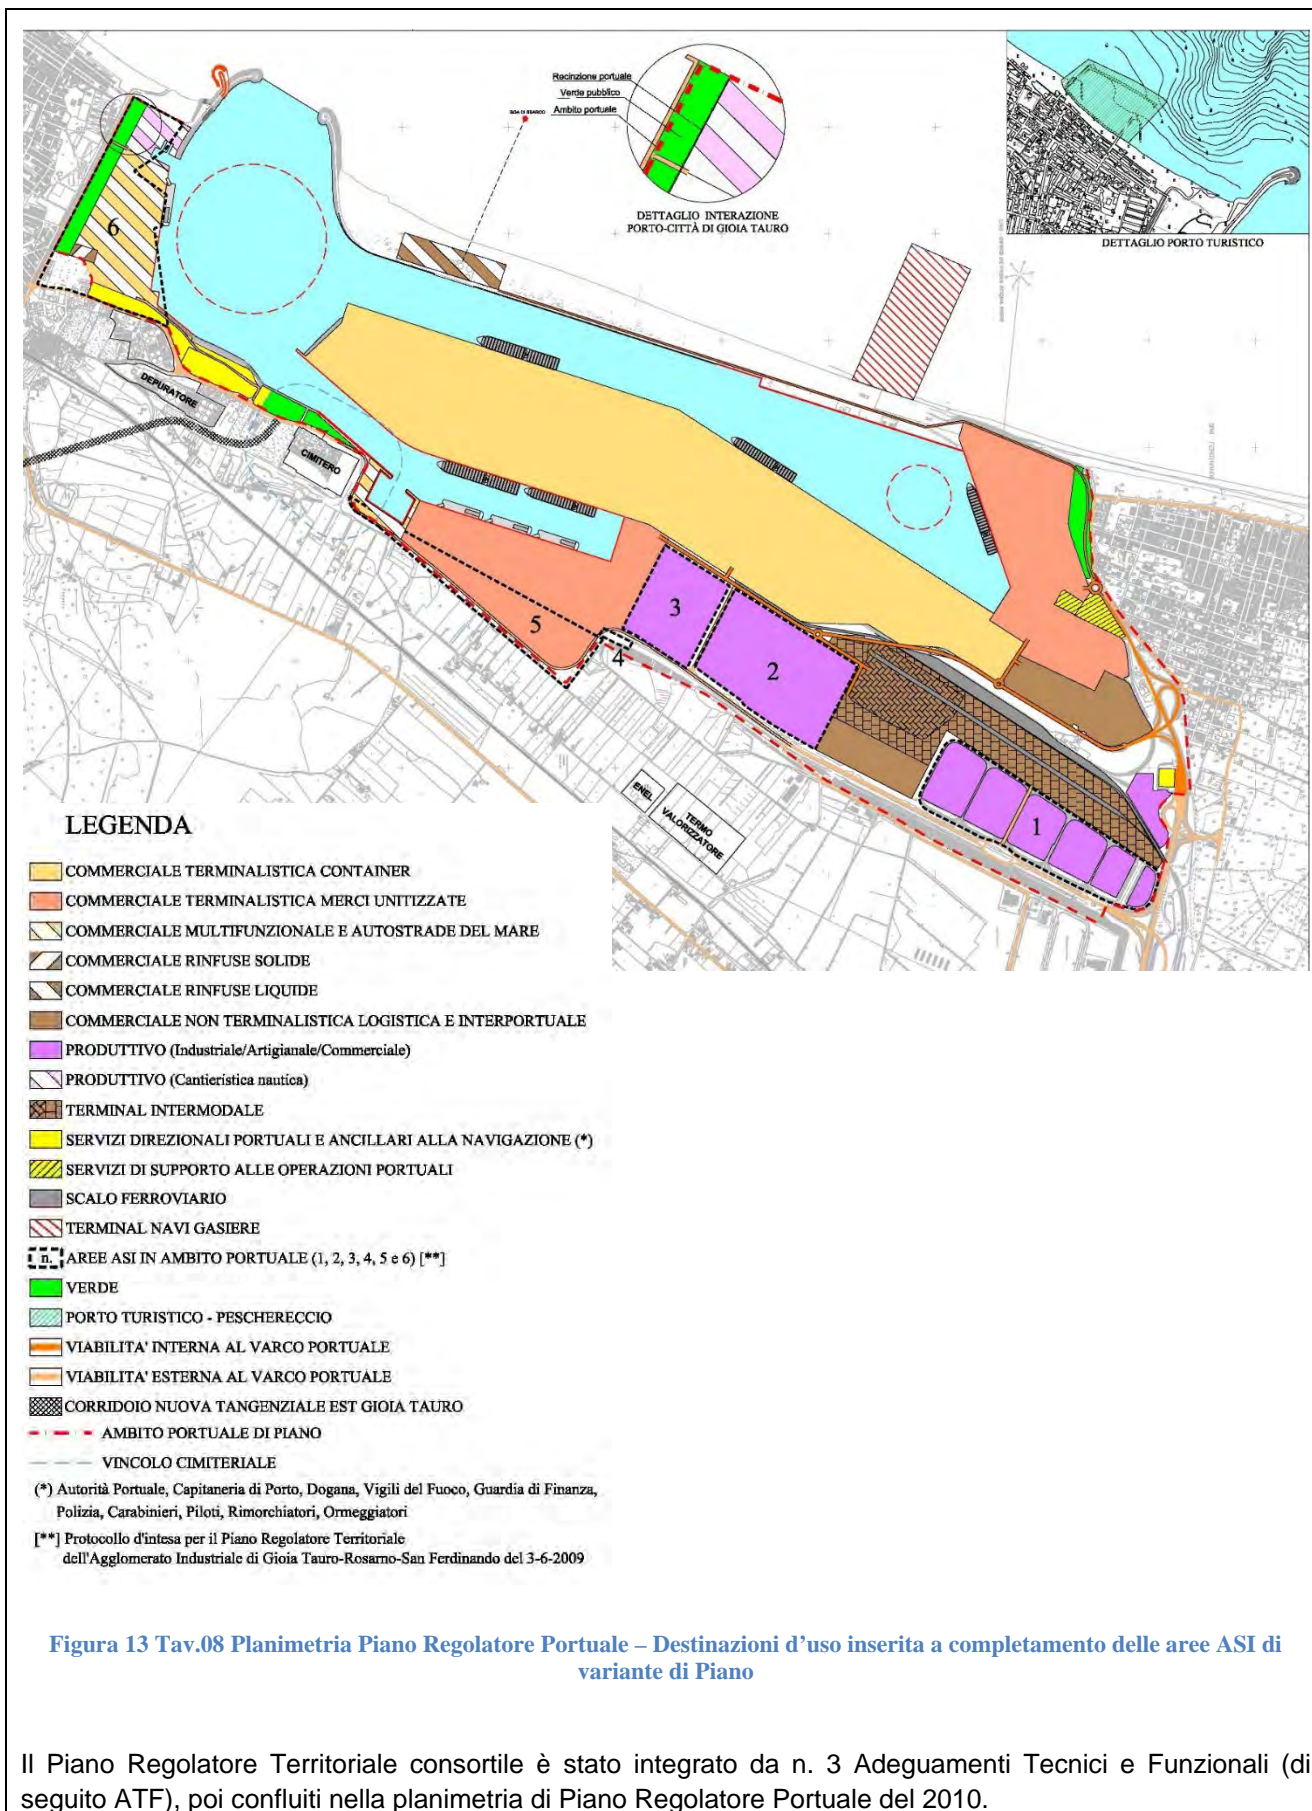 Recinzione portuale
Verde pubblico
Ambito portuale
BOA DI SBARCO
DETTAGLIO INTERAZIONE
PORTO-CITTÀ DI GIOIA TAURO
DETTAGLIO PORTO TURISTICO
6
DEPURATORE
CIMITERO
5
4
3
2
1
ENEL
TERMO
VALORIZZATORE
LEGENDA
COMMERCIALE TERMINALISTICA CONTAINER
COMMERCIALE TERMINALISTICA MERCI UNITIZZATE
COMMERCIALE MULTIFUNZIONALE E AUTOSTRADE DEL MARE
COMMERCIALE RINFUSE SOLIDE
COMMERCIALE RINFUSE LIQUIDE
COMMERCIALE NON TERMINALISTICA LOGISTICA E INTERPORTUALE
PRODUTTIVO (Industriale/Artigianale/Commerciale)
PRODUTTIVO (Cantieristica nautica)
TERMINAL INTERMODALE
SERVIZI DIREZIONALI PORTUALI E ANCILLARI ALLA NAVIGAZIONE (*)
SERVIZI DI SUPPORTO ALLE OPERAZIONI PORTUALI
SCALO FERROVIARIO
TERMINAL NAVI GASIERE
n. AREE ASI IN AMBITO PORTUALE (1, 2, 3, 4, 5 e 6) [**]
VERDE
PORTO TURISTICO - PESCHERECCIO
VIABILITA' INTERNA AL VARCO PORTUALE
VIABILITA' ESTERNA AL VARCO PORTUALE
CORRIDOIO NUOVA TANGENZIALE EST GIOIA TAURO
AMBITO PORTUALE DI PIANO
VINCOLO CIMITERIALE
(*) Autorità Portuale, Capitaneria di Porto, Dogana, Vigili del Fuoco, Guardia di Finanza,
Polizia, Carabinieri, Piloti, Rimorchiatori, Ormeggiatori
[**] Protocollo d'intesa per il Piano Regolatore Territoriale
dell'Agglomerato Industriale di Gioia Tauro-Rosarno-San Ferdinando del 3-6-2009
Figura 13 Tav.08 Planimetria Piano Regolatore Portuale – Destinazioni d'uso inserita a completamento delle aree ASI di
variante di Piano
Il Piano Regolatore Territoriale consortile è stato integrato da n. 3 Adeguamenti Tecnici e Funzionali (di
seguito ATF), poi confluiti nella planimetria di Piano Regolatore Portuale del 2010.